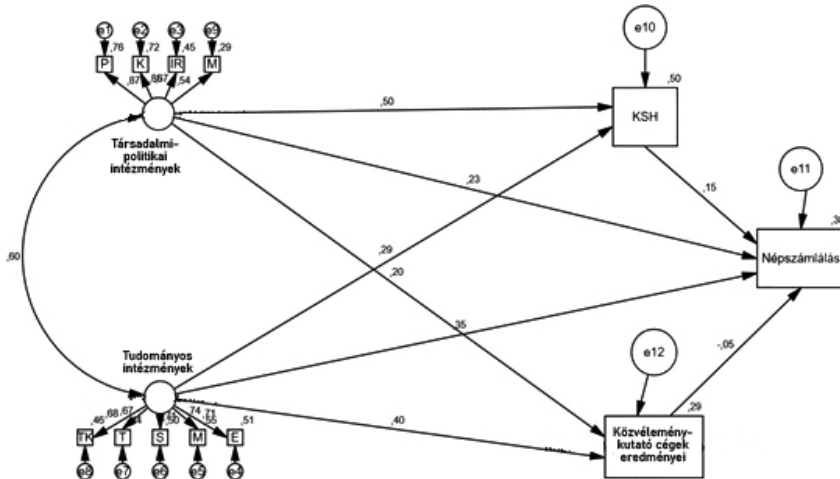 e1 e2 e3 e9
,76 ,72 ,45 ,29
P K IR M
,87 ,54
Társadalmi-
politikai
intézmények
e10
,50
KSH
,50
,23
,15
e11
Népszámlálás
,60
,29
,20
,35
-,05
e12
Tudományos
intézmények
,40
,29
Közvélemény-
kutató cégek
eredményei
,46 ,68 ,67 ,50 ,74 ,71 ,55 ,51
TK T S M E
e8 e7 e6 e5 e4